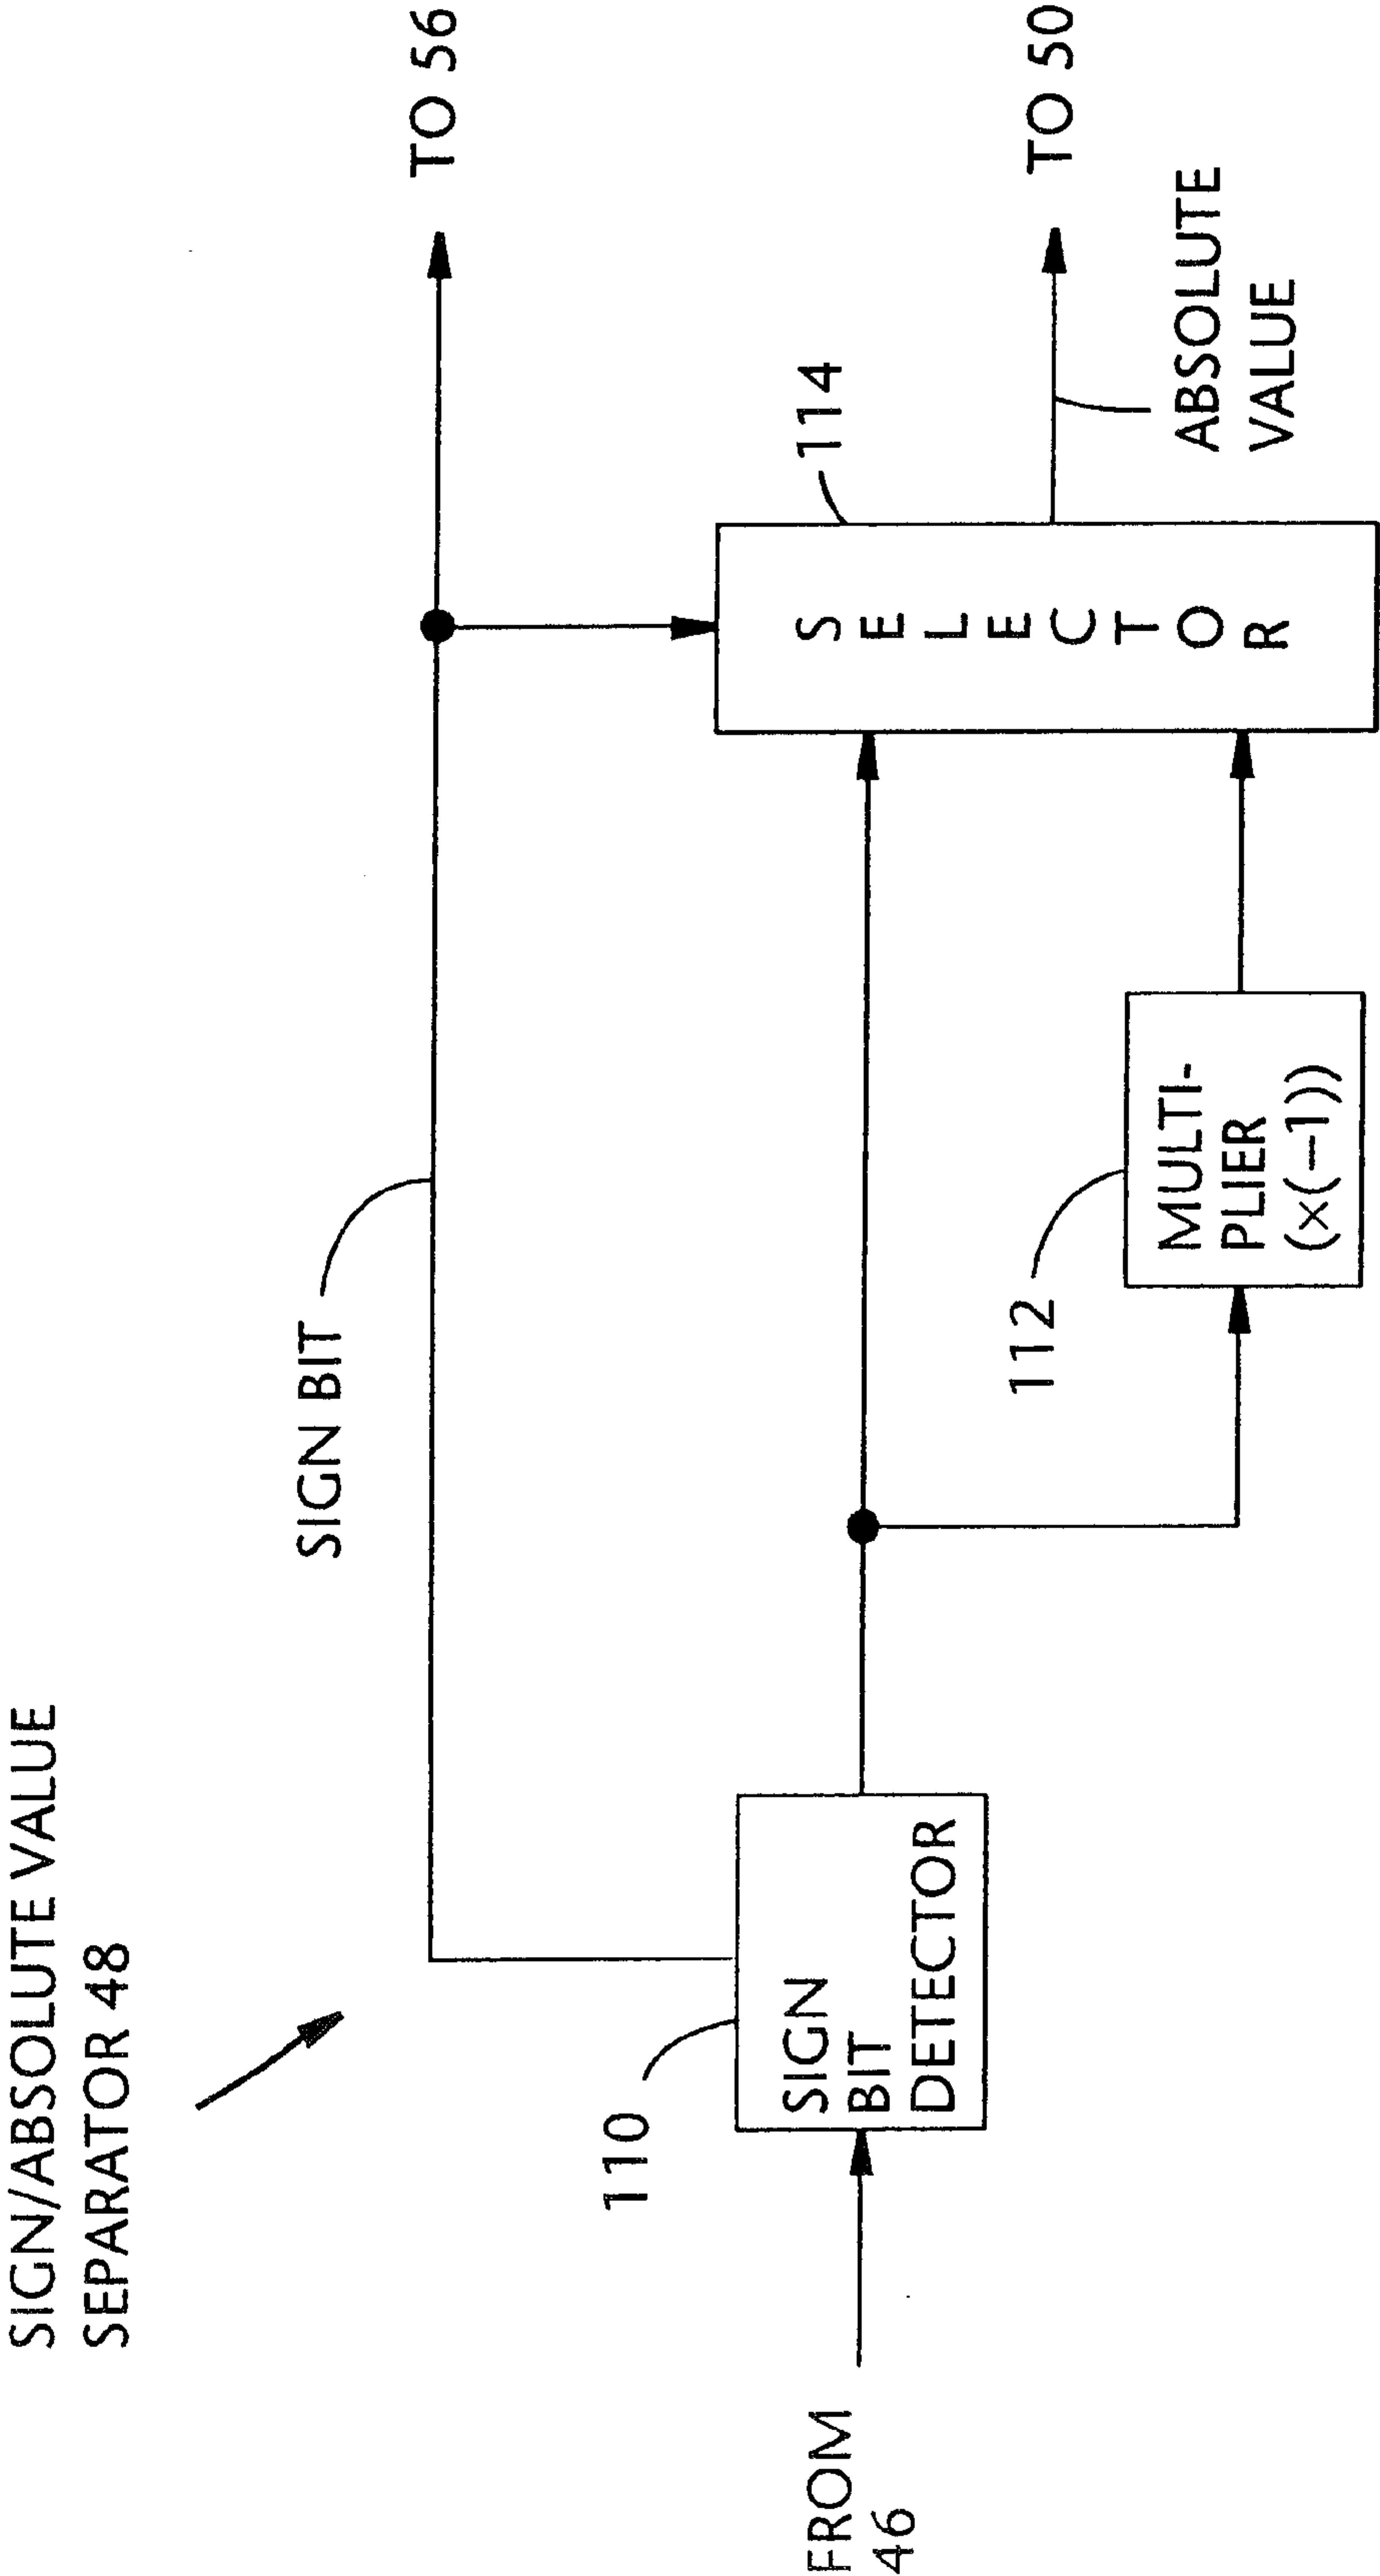 SIGN/ABSOLUTE VALUE
SEPARATOR 48
SIGN BIT
TO 56
FROM
46
110
SIGN
BIT
DETECTOR
112
MULTI-
PLIER
(×(−1))
114
SELECTOR
TO 50
ABSOLUTE
VALUE